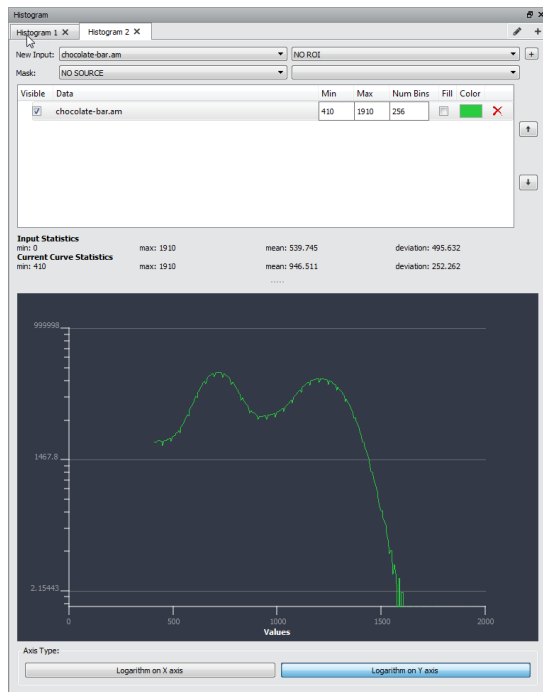 Histogram
Histogram 1 Histogram 2
New Input: chocolate-bar.am NO ROI
Mask: NO SOURCE
Visible Data Min Max Num Bins Fill Color
chocolate-bar.am 410 1910 256
Input Statistics
min: 0 max: 1910 mean: 539.745 deviation: 495.632
Current Curve Statistics
min: 410 max: 1910 mean: 946.511 deviation: 252.262
999998
1467.8
2.15443
0 500 1000 1500 2000
Values
Axis Type:
Logarithm on X axis Logarithm on Y axis